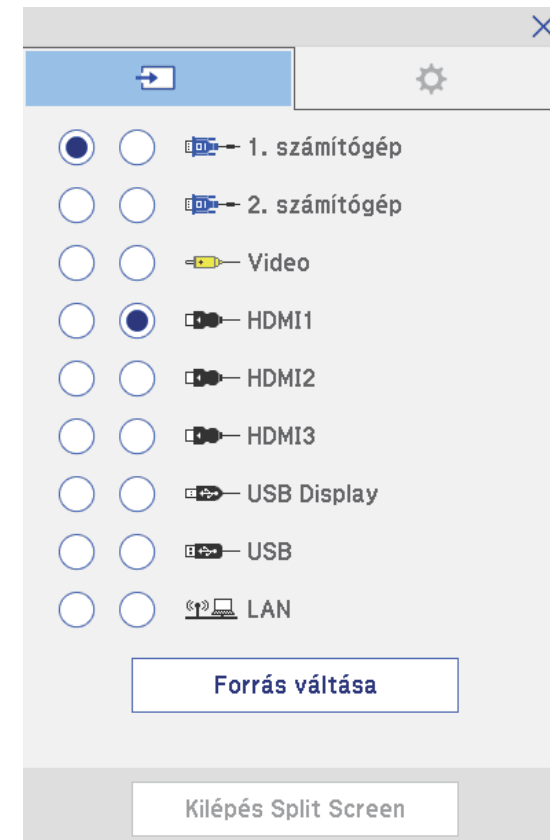 1. számítógép
2. számítógép
Video
HDMI1
HDMI2
HDMI3
USB Display
USB
LAN
Forrás váltása
Kilépés Split Screen